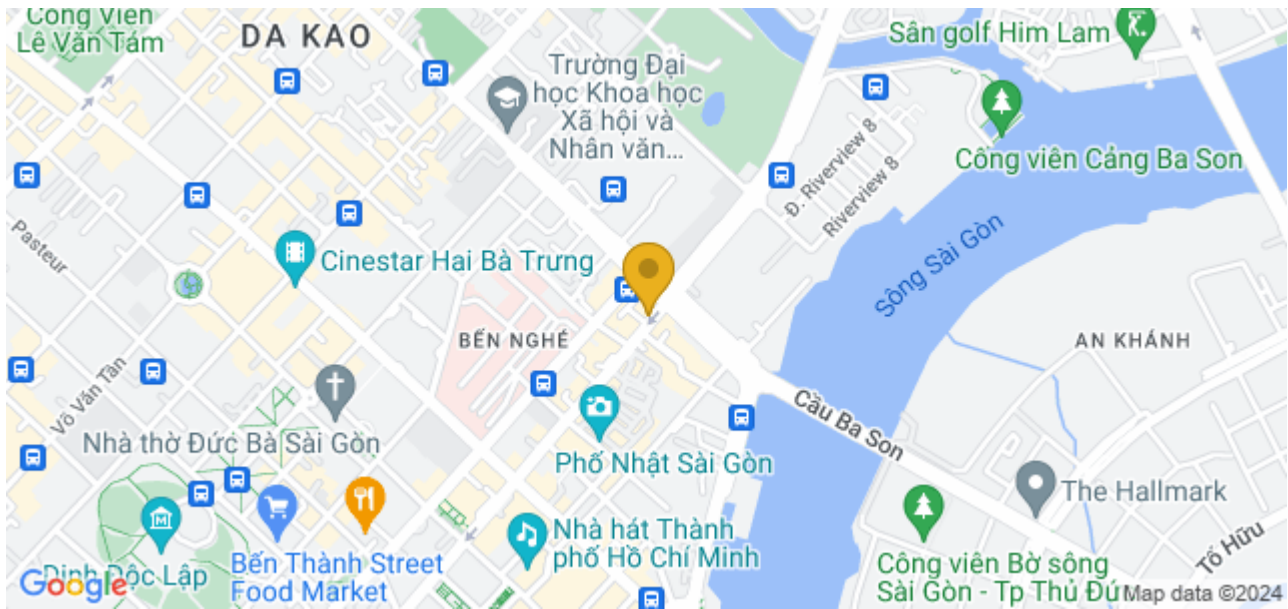 Công Viên
Lê Văn Tám
DA KAO
Trường Đại
học Khoa học
Xã hội và
Nhân văn...
Sân golf Him Lam
Công viên Cảng Ba Son
Đ. Riverview 8
Riverview 8
Sông Sài Gòn
Pasteur
Cinestar Hai Bà Trưng
BẾN NGHÉ
AN KHÁNH
Võ Văn Tần
Nhà thờ Đức Bà Sài Gòn
Phố Nhật Sài Gòn
Cầu Ba Son
The Hallmark
Nhà hát Thành
phố Hồ Chí Minh
Bến Thành Street
Food Market
Dinh Độc Lập
Công viên Bờ sông
Sài Gòn - Tp Thủ Đức
Tố Hữu
Google
Map data ©2024